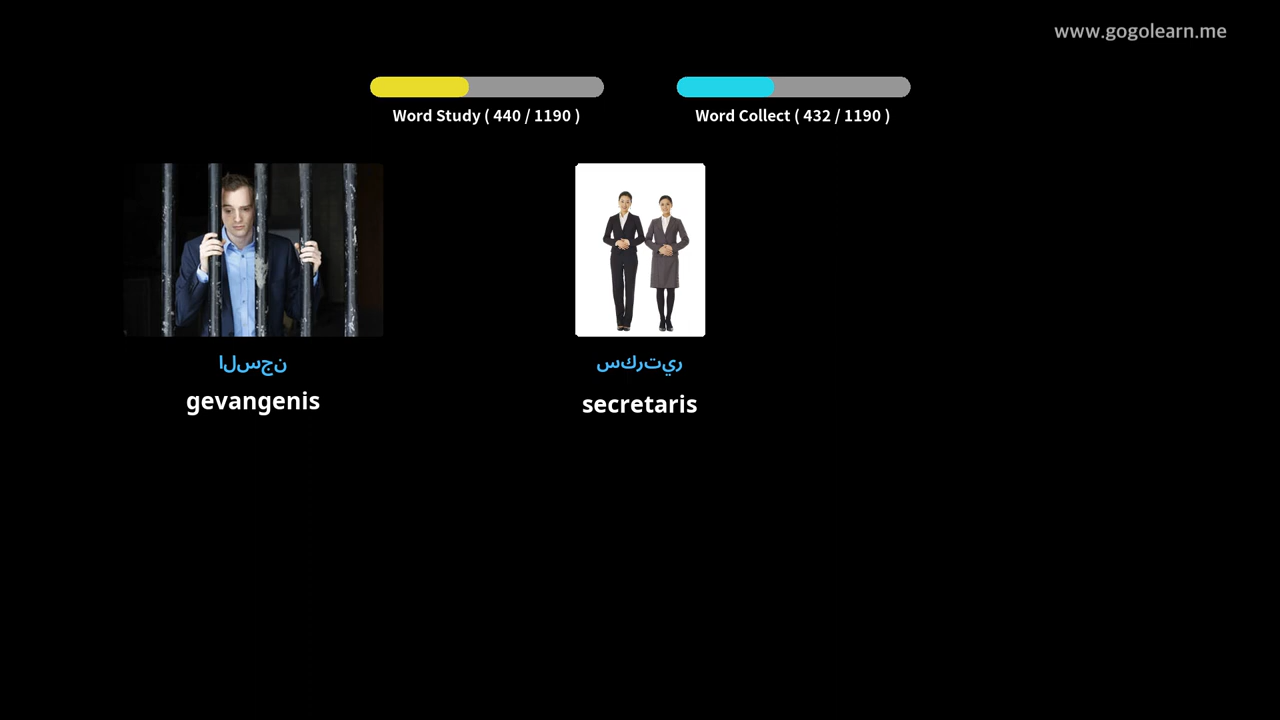 www.gogolearn.me
Word Study ( 440 / 1190 )
Word Collect ( 432 / 1190 )
السجن
gevangenis
سكرتير
secretaris